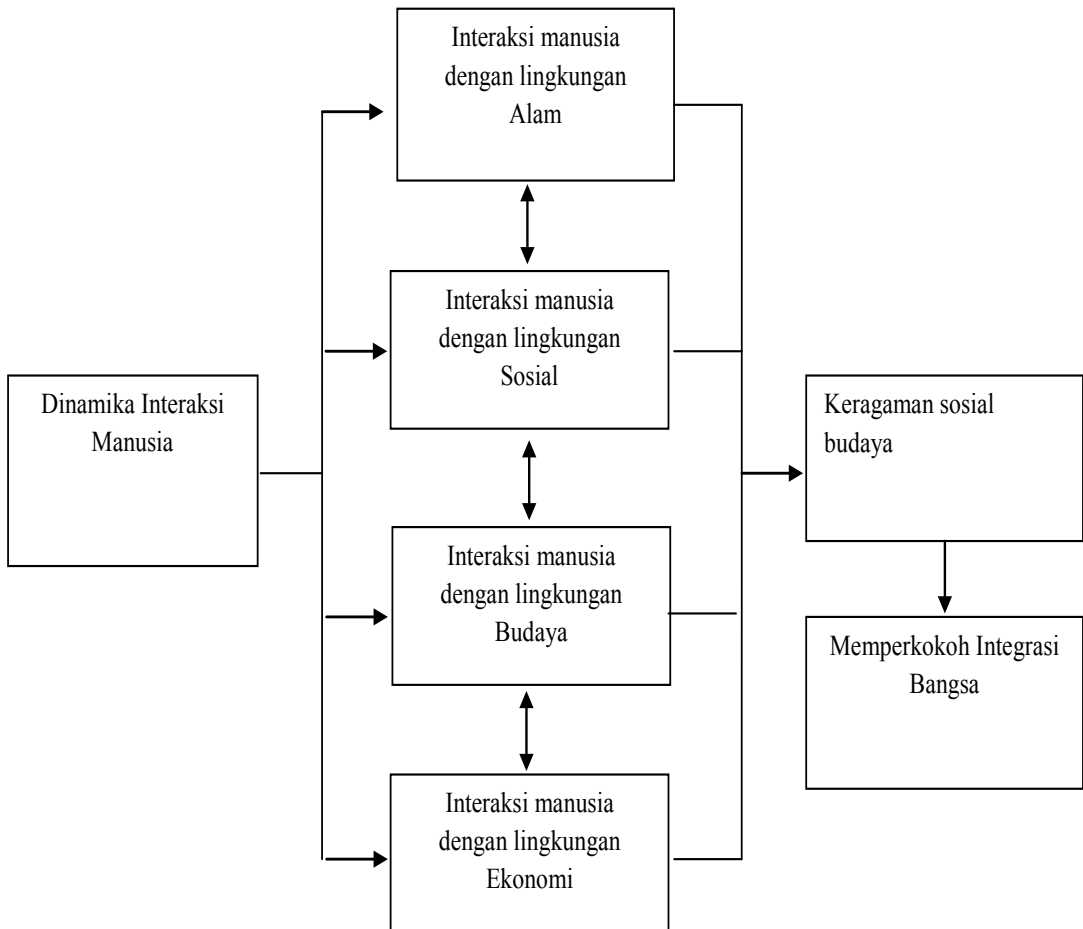 Interaksi manusia
dengan lingkungan
Alam
Interaksi manusia
dengan lingkungan
Sosial
Dinamika Interaksi
Manusia
Keragaman sosial
budaya
Interaksi manusia
dengan lingkungan
Budaya
Memperkokoh Integrasi
Bangsa
Interaksi manusia
dengan lingkungan
Ekonomi